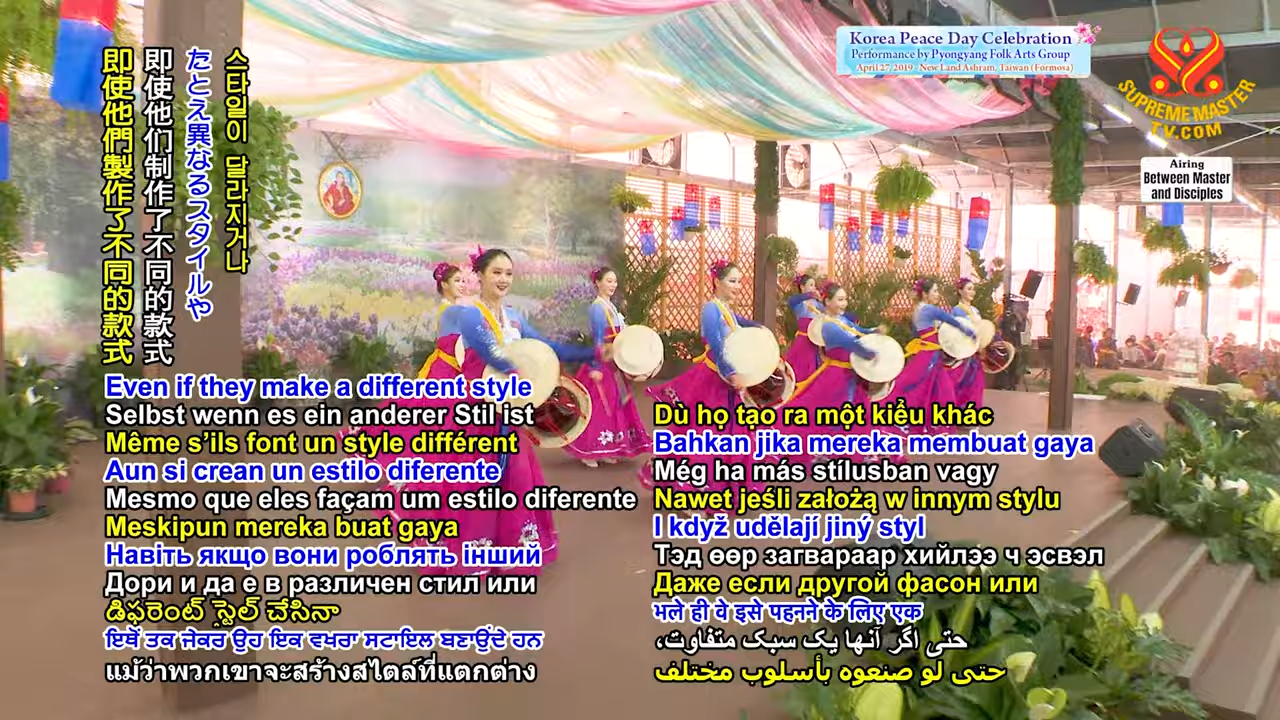 Korea Peace Day Celebration
Performance by Pyongyang Folk Arts Group
April 27, 2019 - New Land Ashram, Taiwan (Formosa)
SUPREME MASTER
TV.COM
Airing
Between Master
and Disciples
스타일이 달라지거나
たとえ異なるスタイルや
即使他们制作了不同的款式
即使他們製作了不同的款式
Even if they make a different style
Selbst wenn es ein anderer Stil ist
Même s’ils font un style différent
Aun si crean un estilo diferente
Mesmo que eles façam um estilo diferente
Meskipun mereka buat gaya
Навіть якщо вони роблять інший
Дори и да е в различен стил или
డిఫరెంట్ స్టైల్ చేసినా
ਇਥੋਂ ਤਕ ਜੇਕਰ ਉਹ ਇਕ ਵਖਰਾ ਸਟਾਇਲ ਬਣਾਉਂਦੇ ਹਨ
แม้ว่าพวกเขาจะสร้างสไตล์ที่แตกต่าง
Dù họ tạo ra một kiểu khác
Bahkan jika mereka membuat gaya
Még ha más stílusban vagy
Nawet jeśli założą w innym stylu
I když udělají jiný styl
Тэд өөр загвараар хийлээ ч эсвэл
Даже если другой фасон или
भले ही वे इसे पहनने के लिए एक
حتی اگر آنها یک سبک متفاوت،
حتى لو صنعوه بأسلوب مختلف